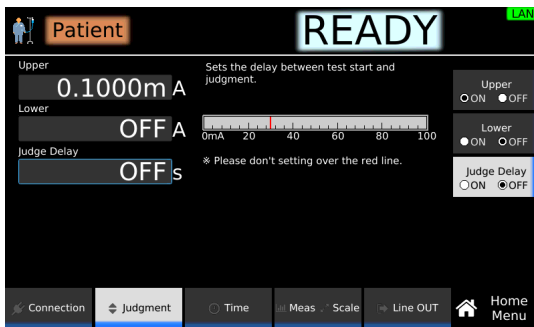 LAN
Patient
READY
Upper
0.1000m A
Lower
OFF A
Judge Delay
OFF s
Sets the delay between test start and
judgment.
0mA 20 40 60 80 100
※ Please don't setting over the red line.
Upper
ON OFF
Lower
ON OFF
Judge Delay
ON OFF
Connection
Judgment
Time
Meas Scale
Line OUT
Home
Menu